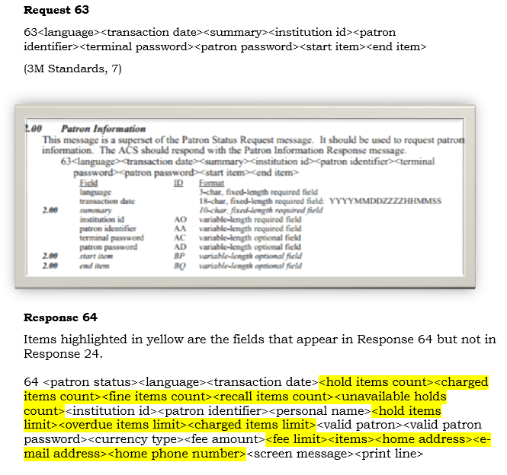 Request 63
63<language><transaction date><summary><institution id><patron
identifier><terminal password><patron password><start item><end item>
(3M Standards, 7)
2.00 Patron Information
This message is a superset of the Patron Status Request message. It should be used to request patron
information. The ACS should respond with the Patron Information Response message.
63<language><transaction date><summary><institution id><patron identifier><terminal
password><patron password><start item><end item>
Field ID Format
language 3-char, fixed-length required field
transaction date 18-char, fixed-length required field: YYYYMMDDZZZZHHMMSS
2.00 summary 10-char, fixed-length required field
institution id AO variable-length required field
patron identifier AA variable-length required field
terminal password AC variable-length optional field
patron password AD variable-length optional field
2.00 start item BP variable-length optional field
2.00 end item BQ variable-length optional field
Response 64
Items highlighted in yellow are the fields that appear in Response 64 but not in
Response 24.
64 <patron status><language><transaction date><hold items count><charged
items count><fine items count><recall items count><unavailable holds
count><institution id><patron identifier><personal name><hold items
limit><overdue items limit><charged items limit><valid patron><valid patron
password><currency type><fee amount><fee limit><items><home address><e-
mail address><home phone number><screen message><print line>